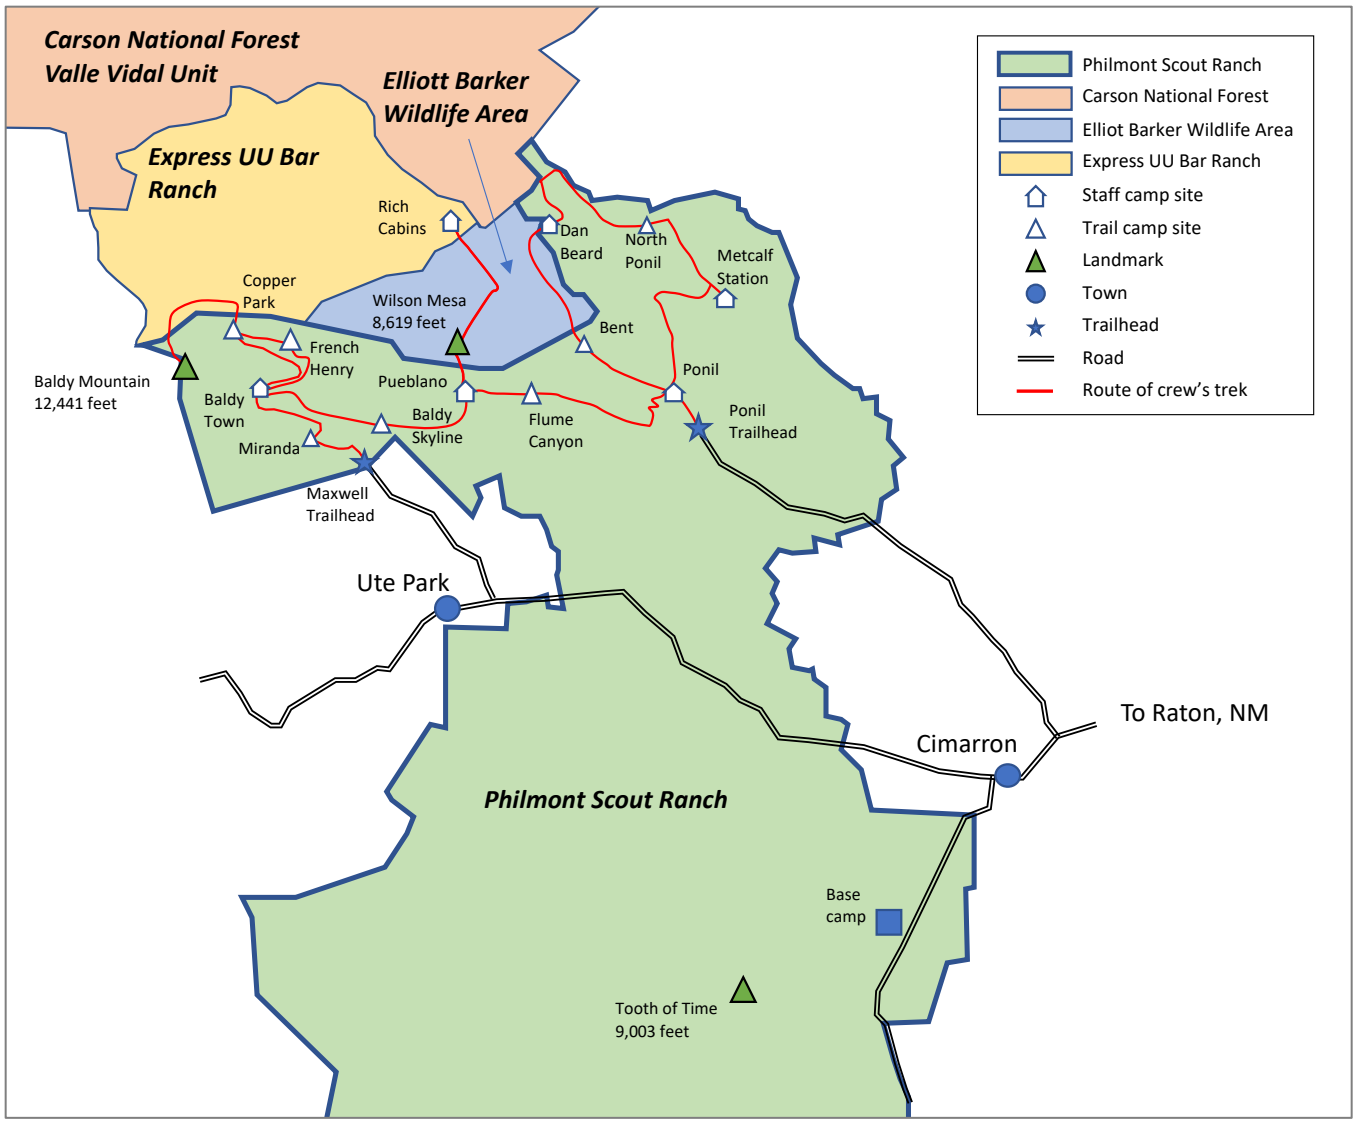 Carson National Forest
Valle Vidal Unit
Elliott Barker
Wildlife Area
Express UU Bar
Ranch
Rich
Cabins
Dan
Beard
North
Ponil
Metcalf
Station
Copper
Park
Wilson Mesa
8,619 feet
Bent
French
Henry
Baldy Mountain
12,441 feet
Pueblano
Ponil
Baldy
Town
Baldy
Skyline
Flume
Canyon
Ponil
Trailhead
Miranda
Maxwell
Trailhead
Ute Park
To Raton, NM
Cimarron
Philmont Scout Ranch
Base
camp
Tooth of Time
9,003 feet
Philmont Scout Ranch
Carson National Forest
Elliot Barker Wildlife Area
Express UU Bar Ranch
Staff camp site
Trail camp site
Landmark
Town
Trailhead
Road
Route of crew's trek